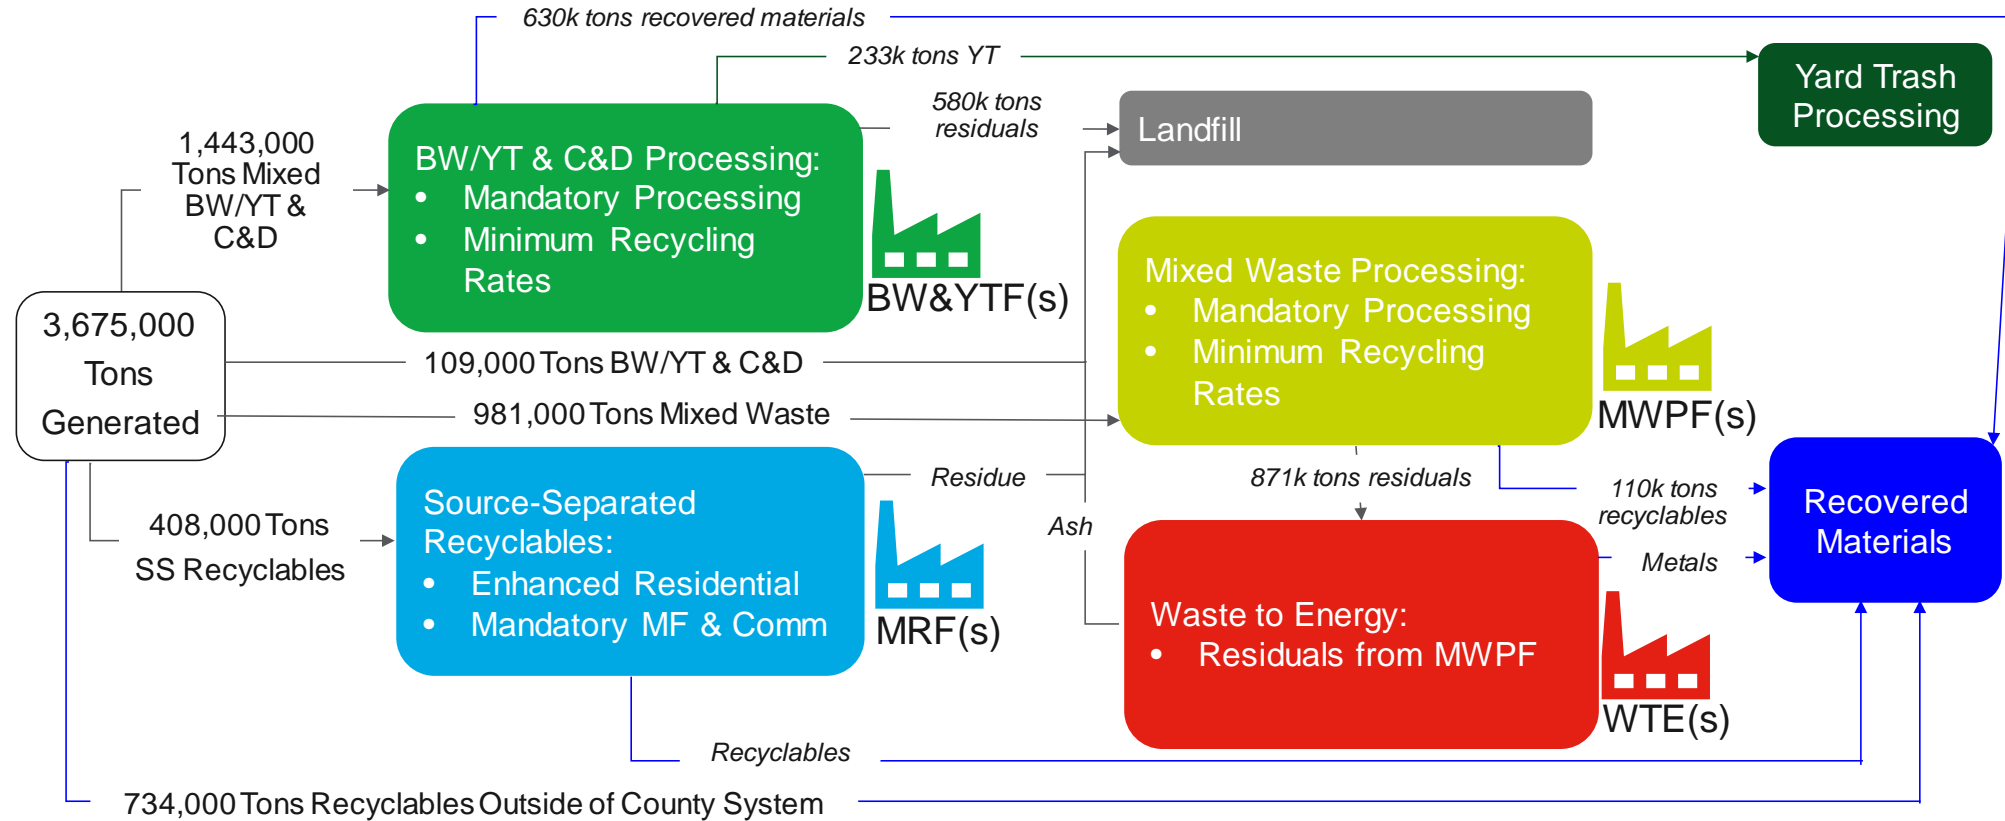 630k tons recovered materials
233k tons YT
Yard Trash
Processing
580k tons
residuals
Landfill
1,443,000
Tons Mixed
BW/YT &
C&D
BW/YT & C&D Processing:
• Mandatory Processing
• Minimum Recycling
Rates
BW&YTF(s)
Mixed Waste Processing:
• Mandatory Processing
• Minimum Recycling
Rates
MWPF(s)
3,675,000
Tons
Generated
109,000 Tons BW/YT & C&D
981,000 Tons Mixed Waste
408,000 Tons
SS Recyclables
Source-Separated
Recyclables:
• Enhanced Residential
• Mandatory MF & Comm
MRF(s)
Residue
Ash
871k tons residuals
110k tons
recyclables
Metals
Recovered
Materials
Waste to Energy:
• Residuals from MWPF
WTE(s)
Recyclables
734,000 Tons Recyclables Outside of County System